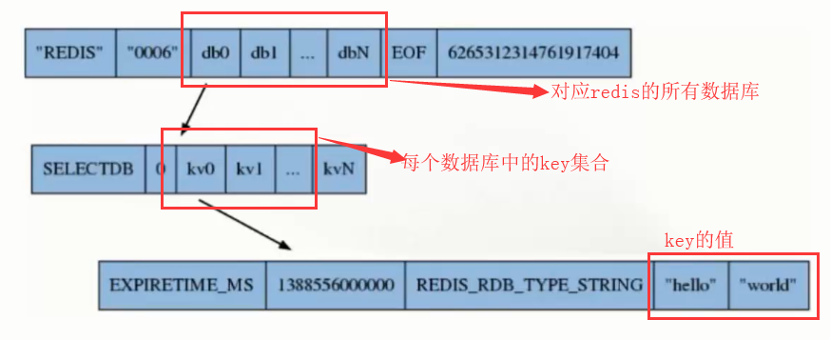 "REDIS" "0006" db0 db1 ... dbN EOF 6265312314761917404
对应redis的所有数据库
SELECTDB 0 kv0 kv1 ... kvN
每个数据库中的key集合
key的值
EXPIRETIME_MS 1388556000000 REDIS_RDB_TYPE_STRING "hello" "world"